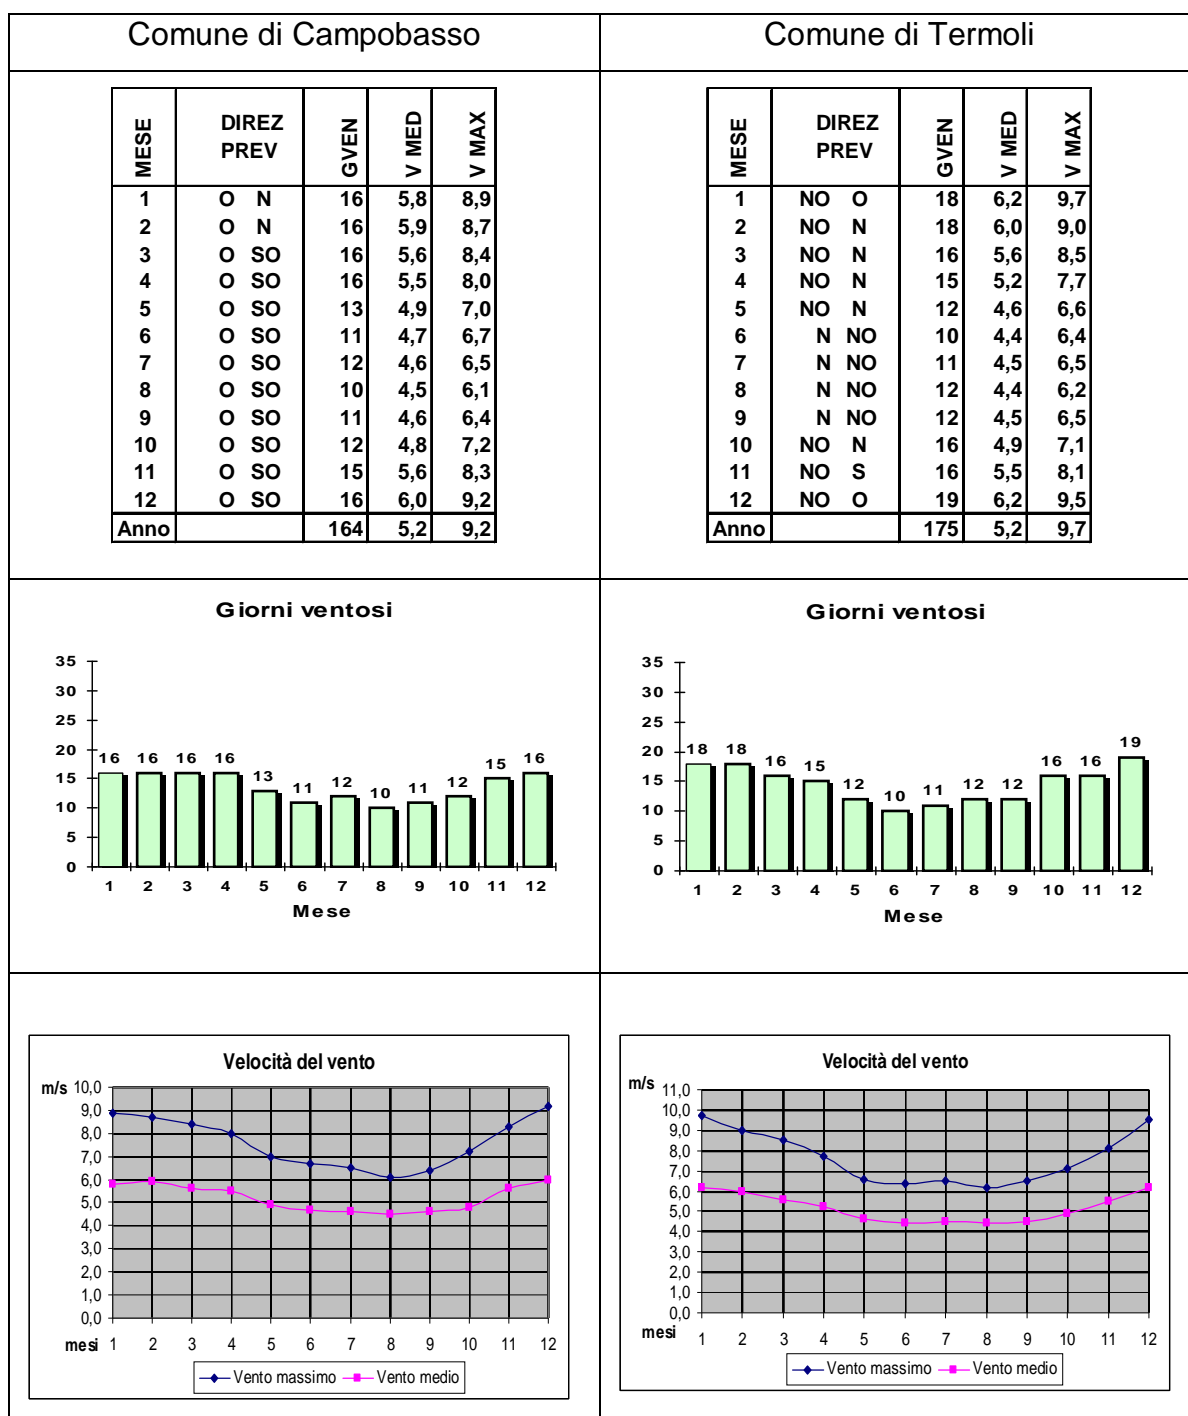 Comune di Campobasso
Comune di Termoli
MESE DIREZ PREV GVEN V MED V MAX
1 O N 16 5,8 8,9
2 O N 16 5,9 8,7
3 O SO 16 5,6 8,4
4 O SO 16 5,5 8,0
5 O SO 13 4,9 7,0
6 O SO 11 4,7 6,7
7 O SO 12 4,6 6,5
8 O SO 10 4,5 6,1
9 O SO 11 4,6 6,4
10 O SO 12 4,8 7,2
11 O SO 15 5,6 8,3
12 O SO 16 6,0 9,2
Anno 164 5,2 9,2
MESE DIREZ PREV GVEN V MED V MAX
1 NO O 18 6,2 9,7
2 NO N 18 6,0 9,0
3 NO N 16 5,6 8,5
4 NO N 15 5,2 7,7
5 NO N 12 4,6 6,6
6 N NO 10 4,4 6,4
7 N NO 11 4,5 6,5
8 N NO 12 4,4 6,2
9 N NO 12 4,5 6,5
10 NO N 16 4,9 7,1
11 NO S 16 5,5 8,1
12 NO O 19 6,2 9,5
Anno 175 5,2 9,7
Giorni ventosi
35
30
25
20
15
10
5
0
16 16 16 16 13 11 12 10 11 12 15 16
1 2 3 4 5 6 7 8 9 10 11 12
Mese
Giorni ventosi
35
30
25
20
15
10
5
0
18 18 16 15 12 10 11 12 12 16 16 19
1 2 3 4 5 6 7 8 9 10 11 12
Mese
Velocità del vento
m/s 10,0
9,0
8,0
7,0
6,0
5,0
4,0
3,0
2,0
1,0
0,0
mesi 1 2 3 4 5 6 7 8 9 10 11 12
Vento massimo Vento medio
Velocità del vento
m/s 11,0
10,0
9,0
8,0
7,0
6,0
5,0
4,0
3,0
2,0
1,0
0,0
mesi 1 2 3 4 5 6 7 8 9 10 11 12
Vento massimo Vento medio